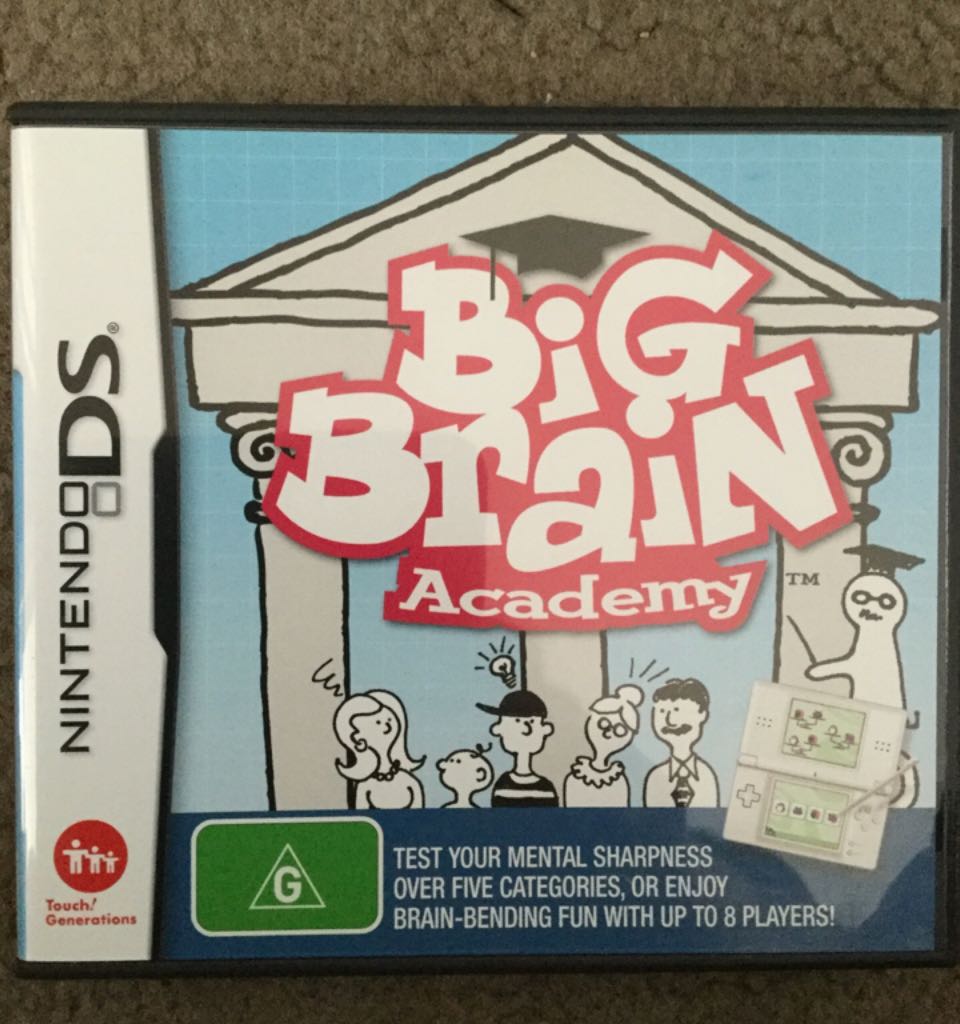 NINTENDO DS®
Touch!
Generations
BiG
BraiN
Academy
TM
G
TEST YOUR MENTAL SHARPNESS
OVER FIVE CATEGORIES, OR ENJOY
BRAIN-BENDING FUN WITH UP TO 8 PLAYERS!